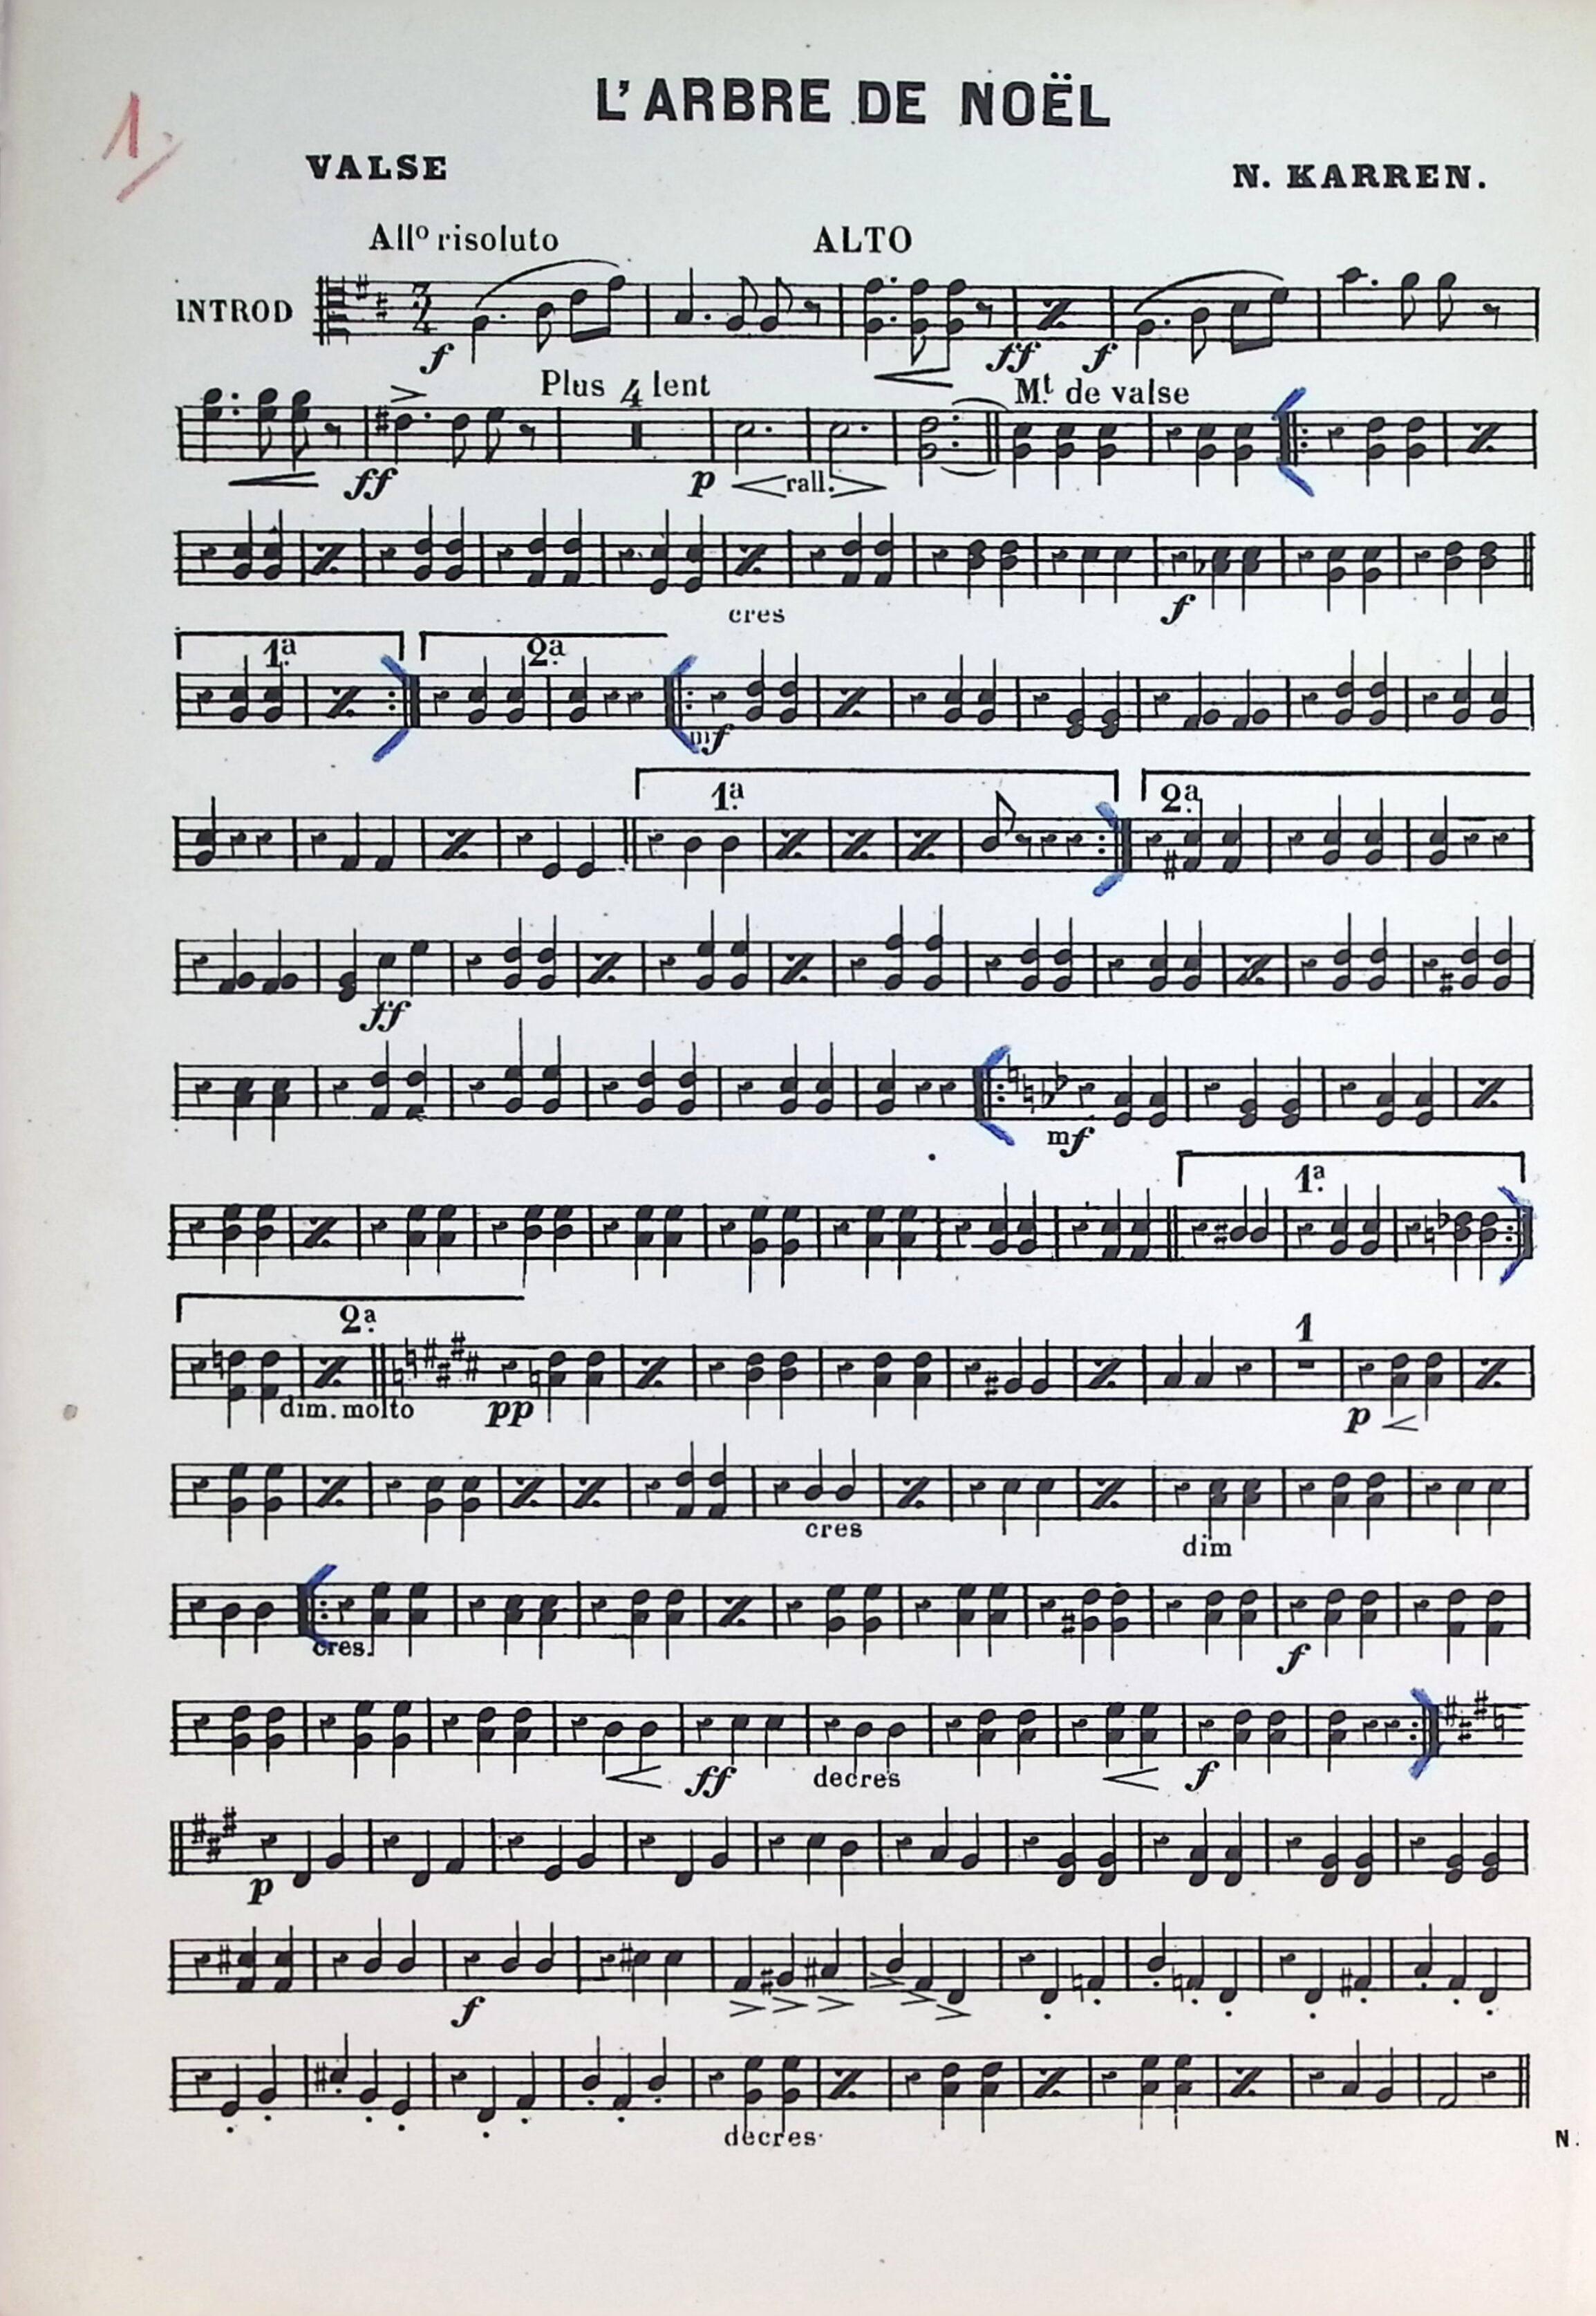 L'ARBRE DE NOËL
1.
VALSE
N. KARREN.
Allº risoluto
ALTO
INTROD
3/4
f
ff
f
Plus 4 lent
Mt. de valse
ff
p
rall.
cres
f
1ª.
2ª.
mf
1ª.
2ª.
ff
mf
1ª.
2ª.
1
dim. molto
pp
p
cres
dim
cres.
f
ff
decres
f
p
f
decres
N.